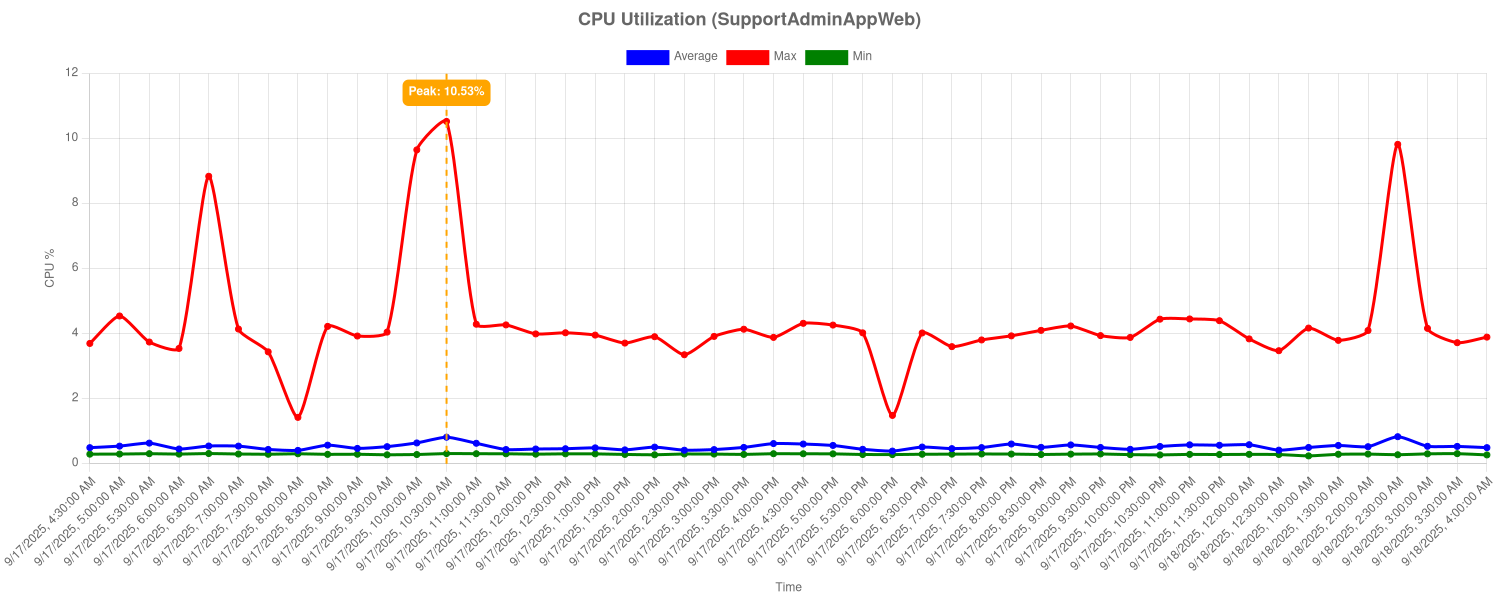 CPU Utilization (SupportAdminAppWeb)
Average Max Min
Peak: 10.53%
12
10
8
6
4
2
0
CPU %
9/17/2025, 4:30:00 AM
9/17/2025, 5:00:00 AM
9/17/2025, 5:30:00 AM
9/17/2025, 6:00:00 AM
9/17/2025, 6:30:00 AM
9/17/2025, 7:00:00 AM
9/17/2025, 7:30:00 AM
9/17/2025, 8:00:00 AM
9/17/2025, 8:30:00 AM
9/17/2025, 9:00:00 AM
9/17/2025, 9:30:00 AM
9/17/2025, 10:00:00 AM
9/17/2025, 10:30:00 AM
9/17/2025, 11:00:00 AM
9/17/2025, 11:30:00 AM
9/17/2025, 12:00:00 PM
9/17/2025, 12:30:00 PM
9/17/2025, 1:00:00 PM
9/17/2025, 1:30:00 PM
9/17/2025, 2:00:00 PM
9/17/2025, 2:30:00 PM
9/17/2025, 3:00:00 PM
9/17/2025, 3:30:00 PM
9/17/2025, 4:00:00 PM
9/17/2025, 4:30:00 PM
9/17/2025, 5:00:00 PM
9/17/2025, 5:30:00 PM
9/17/2025, 6:00:00 PM
9/17/2025, 6:30:00 PM
9/17/2025, 7:00:00 PM
9/17/2025, 7:30:00 PM
9/17/2025, 8:00:00 PM
9/17/2025, 8:30:00 PM
9/17/2025, 9:00:00 PM
9/17/2025, 9:30:00 PM
9/17/2025, 10:00:00 PM
9/17/2025, 10:30:00 PM
9/17/2025, 11:00:00 PM
9/17/2025, 11:30:00 PM
9/18/2025, 12:00:00 AM
9/18/2025, 12:30:00 AM
9/18/2025, 1:00:00 AM
9/18/2025, 1:30:00 AM
9/18/2025, 2:00:00 AM
9/18/2025, 2:30:00 AM
9/18/2025, 3:00:00 AM
9/18/2025, 3:30:00 AM
9/18/2025, 4:00:00 AM
Time